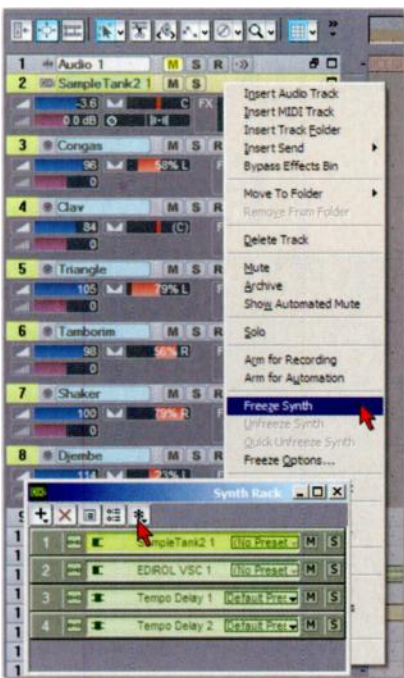 1 Audio 1 M S R
2 SampleTank2 1 M S
-3.6 C FX
0.0 dB
3 Congas M S R
96 58% L
0
4 Clav M S R
84 (C)
0
5 Triangle M S R
105 79% L
0
6 Tamborim M S R
98 56% R
0
7 Shaker M S R
100 79% R
0
8 Djembe M S R
114 23% L
Insert Audio Track
Insert MIDI Track
Insert Track Folder
Insert Send
Bypass Effects Bin
Move To Folder
Remove From Folder
Delete Track
Mute
Archive
Show Automated Mute
Solo
Arm for Recording
Arm for Automation
Freeze Synth
Unfreeze Synth
Quick Unfreeze Synth
Freeze Options...
Synth Rack
1 SampleTank2 1 (No Preset M S
2 EDIROL VSC 1 (No Preset M S
3 Tempo Delay 1 (Default Pres M S
4 Tempo Delay 2 (Default Pres M S